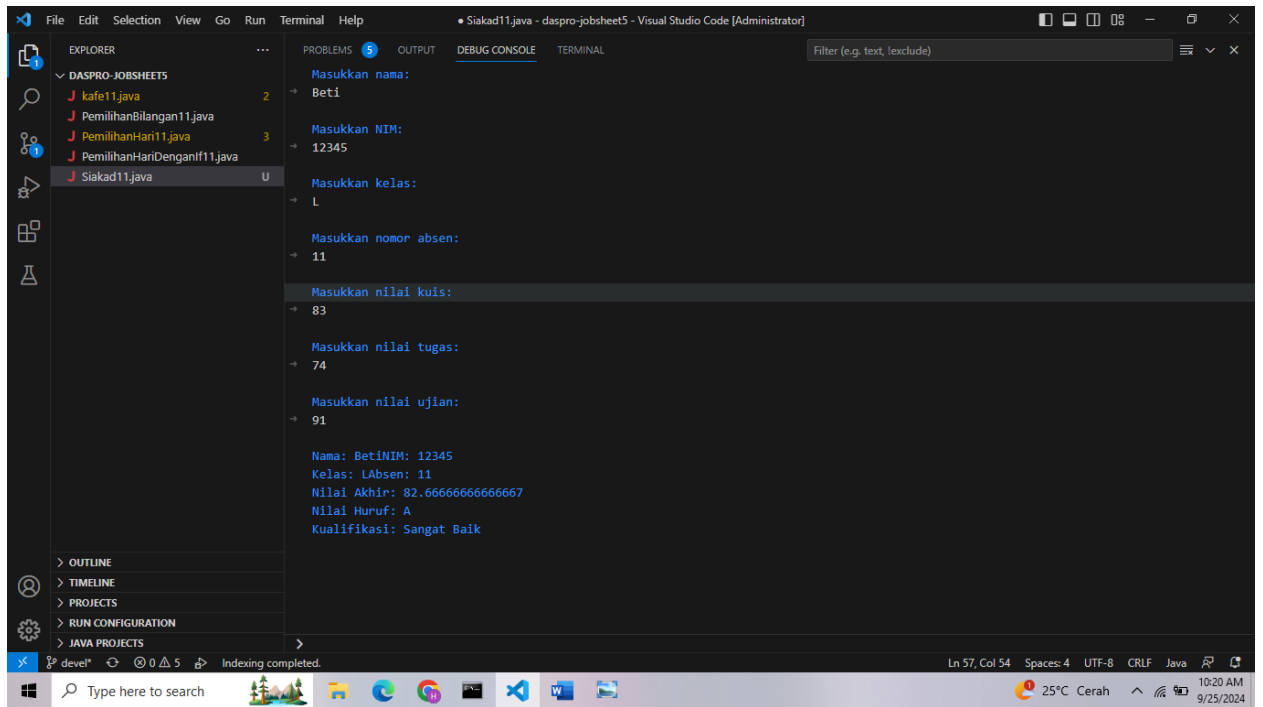 File Edit Selection View Go Run Terminal Help
● Siakad11.java - daspro-jobsheet5 - Visual Studio Code [Administrator]
EXPLORER
DASPRO-JOBSHEET5
kafe11.java 2
PemilihanBilangan11.java
PemilihanHari11.java 3
PemilihanHariDenganIf11.java
Siakad11.java U
OUTLINE
TIMELINE
PROJECTS
RUN CONFIGURATION
JAVA PROJECTS
PROBLEMS 5 OUTPUT DEBUG CONSOLE TERMINAL
Filter (e.g. text, !exclude)
Masukkan nama:
Beti
Masukkan NIM:
12345
Masukkan kelas:
L
Masukkan nomor absen:
11
Masukkan nilai kuis:
83
Masukkan nilai tugas:
74
Masukkan nilai ujian:
91
Nama: BetiNIM: 12345
Kelas: LAbsen: 11
Nilai Akhir: 82.66666666666667
Nilai Huruf: A
Kualifikasi: Sangat Baik
devel* 0 5 Indexing completed. Ln 57, Col 54 Spaces: 4 UTF-8 CRLF Java
Type here to search
25°C Cerah
10:20 AM
9/25/2024